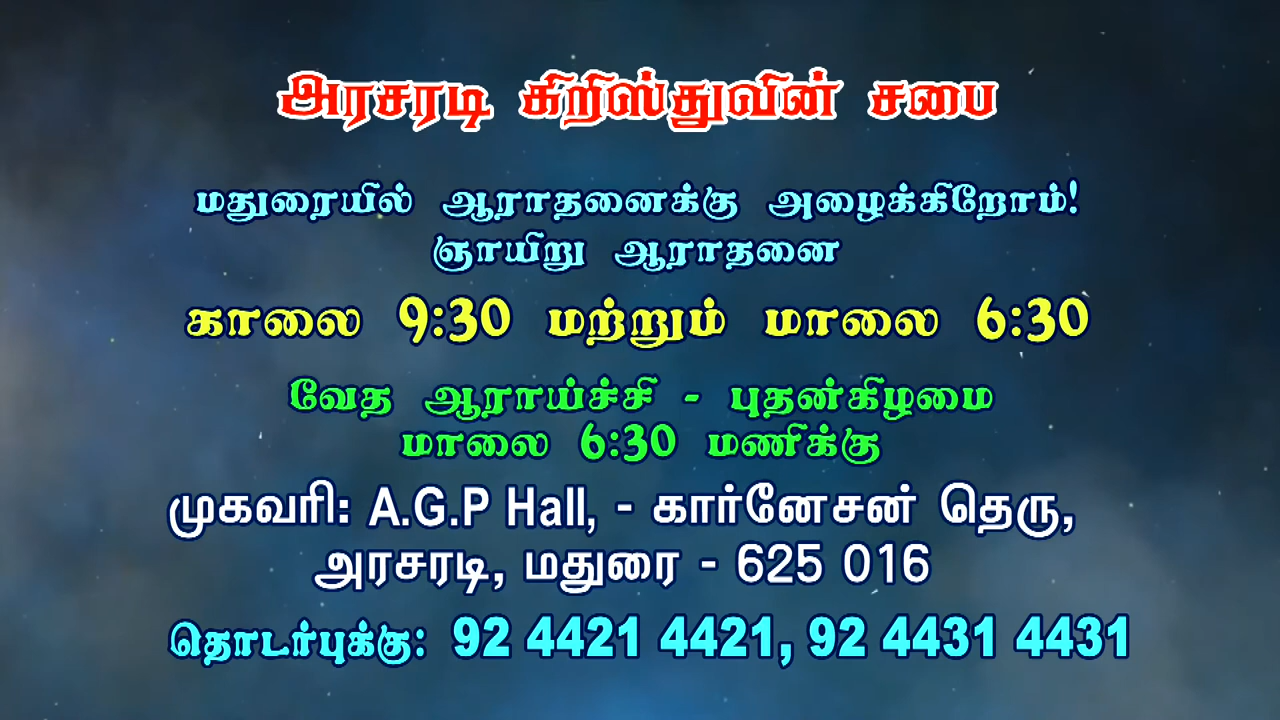 அரசரடி கிறிஸ்துவின் சபை
மதுரையில் ஆராதனைக்கு அழைக்கிறோம்!
ஞாயிறு ஆராதனை
காலை 9:30 மற்றும் மாலை 6:30
வேத ஆராய்ச்சி - புதன்கிழமை
மாலை 6:30 மணிக்கு
முகவரி: A.G.P Hall, - கார்னேசன் தெரு,
அரசரடி, மதுரை - 625 016
தொடர்புக்கு: 92 4421 4421, 92 4431 4431